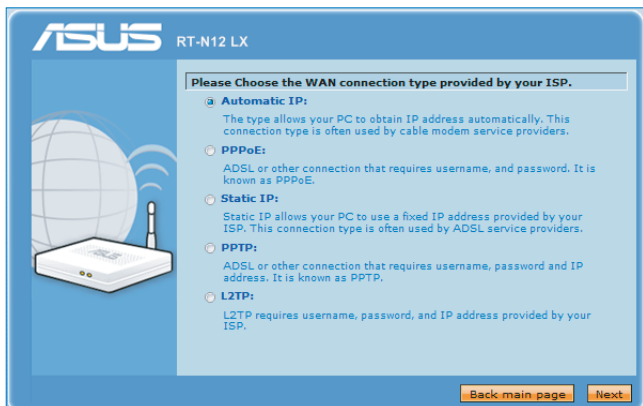 ASUS RT-N12 LX
Please Choose the WAN connection type provided by your ISP.
Automatic IP:
The type allows your PC to obtain IP address automatically. This
connection type is often used by cable modem service providers.
PPPoE:
ADSL or other connection that requires username, and password. It is
known as PPPoE.
Static IP:
Static IP allows your PC to use a fixed IP address provided by your
ISP. This connection type is often used by ADSL service providers.
PPTP:
ADSL or other connection that requires username, password and IP
address. It is known as PPTP.
L2TP:
L2TP requires username, password, and IP address provided by your
ISP.
ASUS
Back main page Next